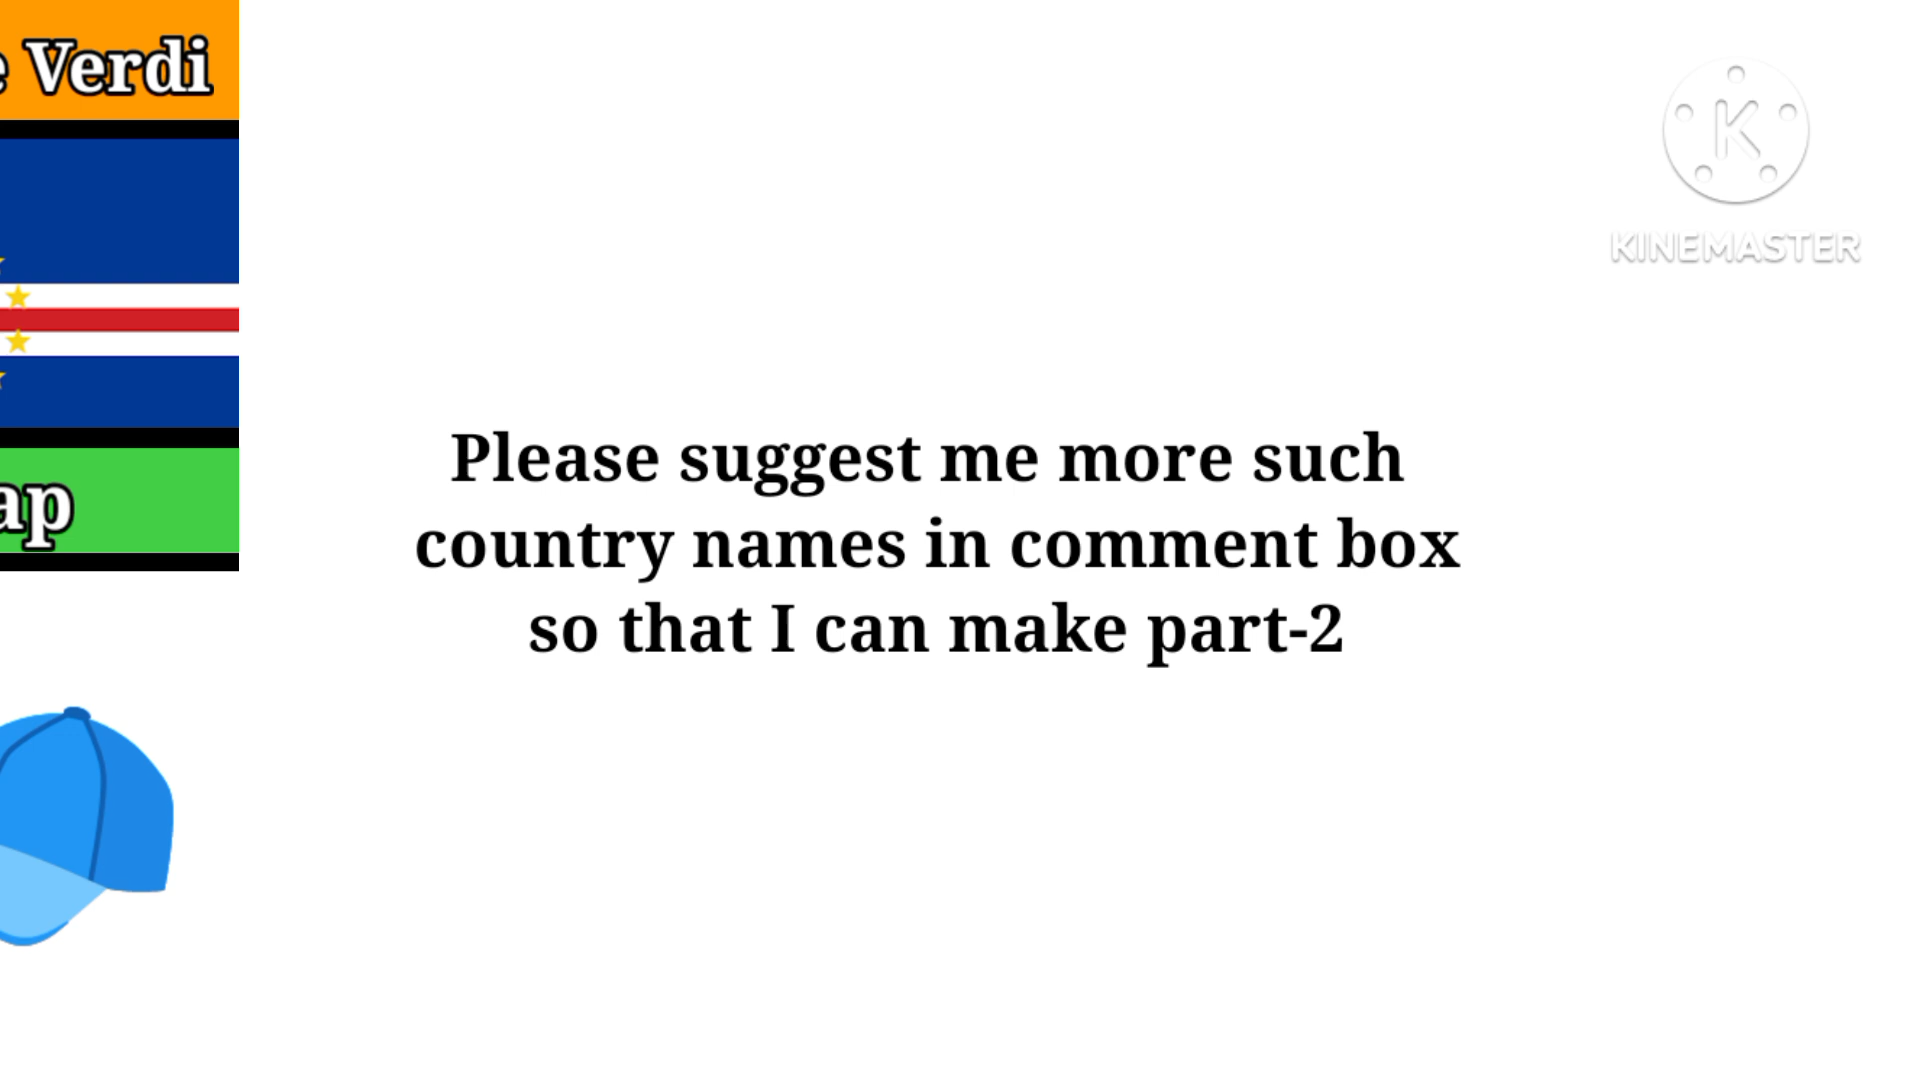 Verdi
ap
K
KINEMASTER
Please suggest me more such
country names in comment box
so that I can make part-2